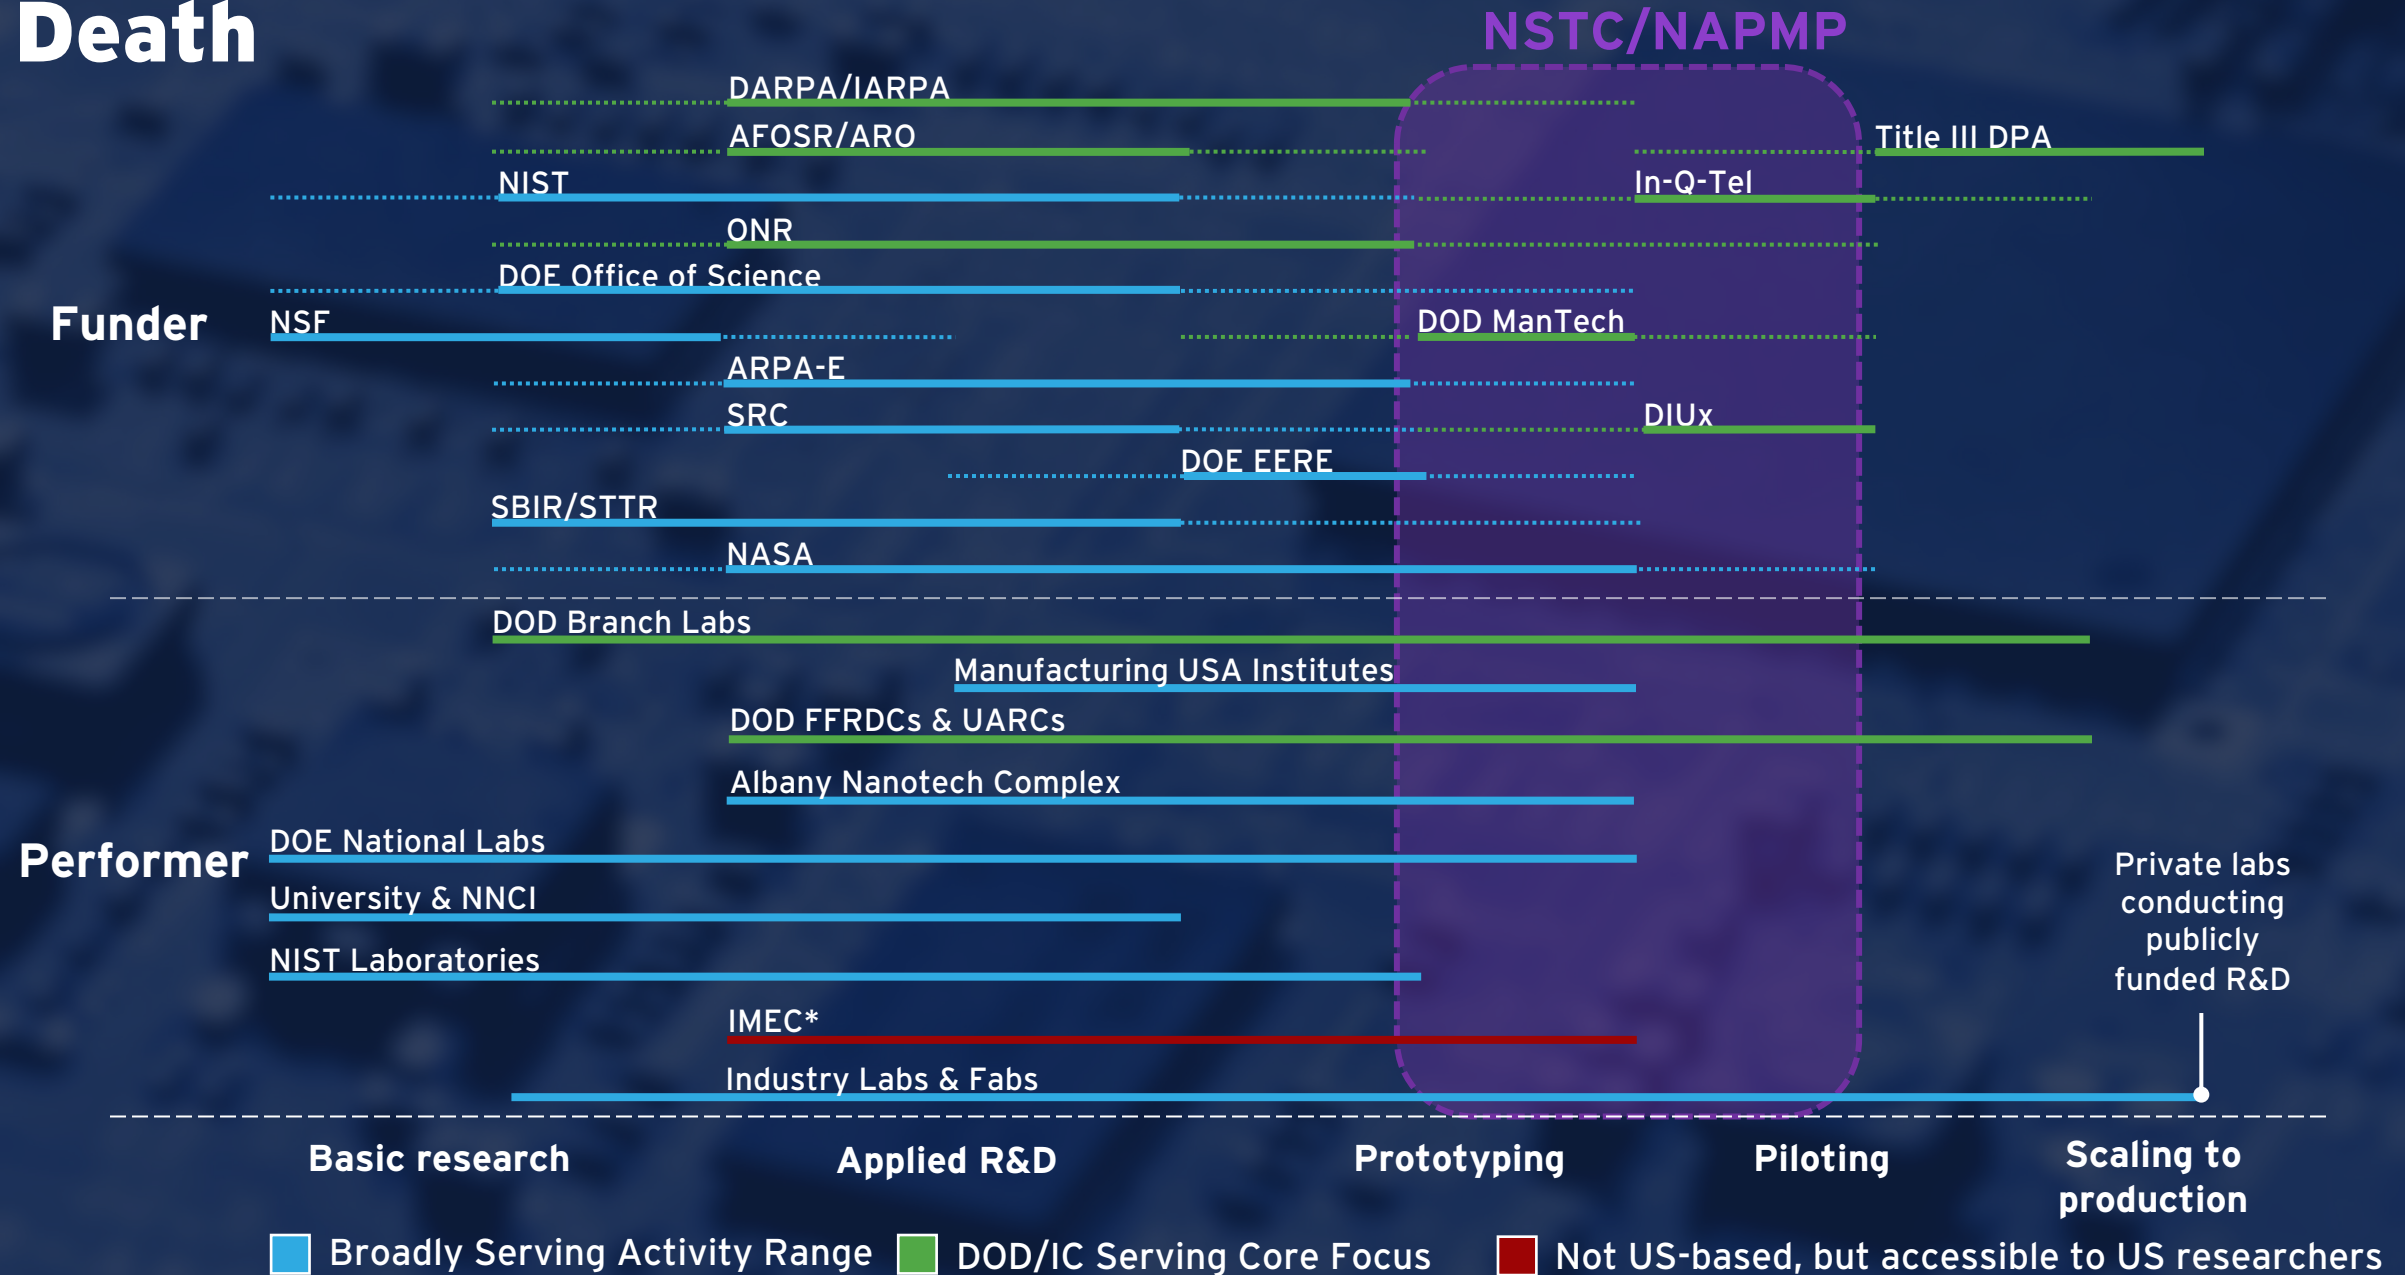 Death
NSTC/NAPMP
DARPA/IARPA
AFOSR/ARO
Title III DPA
NIST
In-Q-Tel
ONR
DOE Office of Science
Funder
NSF
DOD ManTech
ARPA-E
SRC
DIUx
DOE EERE
SBIR/STTR
NASA
DOD Branch Labs
Manufacturing USA Institutes
DOD FFRDCs & UARCs
Albany Nanotech Complex
Performer
DOE National Labs
University & NNCI
NIST Laboratories
IMEC*
Industry Labs & Fabs
Private labs
conducting
publicly
funded R&D
Basic research
Applied R&D
Prototyping
Piloting
Scaling to
production
Broadly Serving Activity Range
DOD/IC Serving Core Focus
Not US-based, but accessible to US researchers